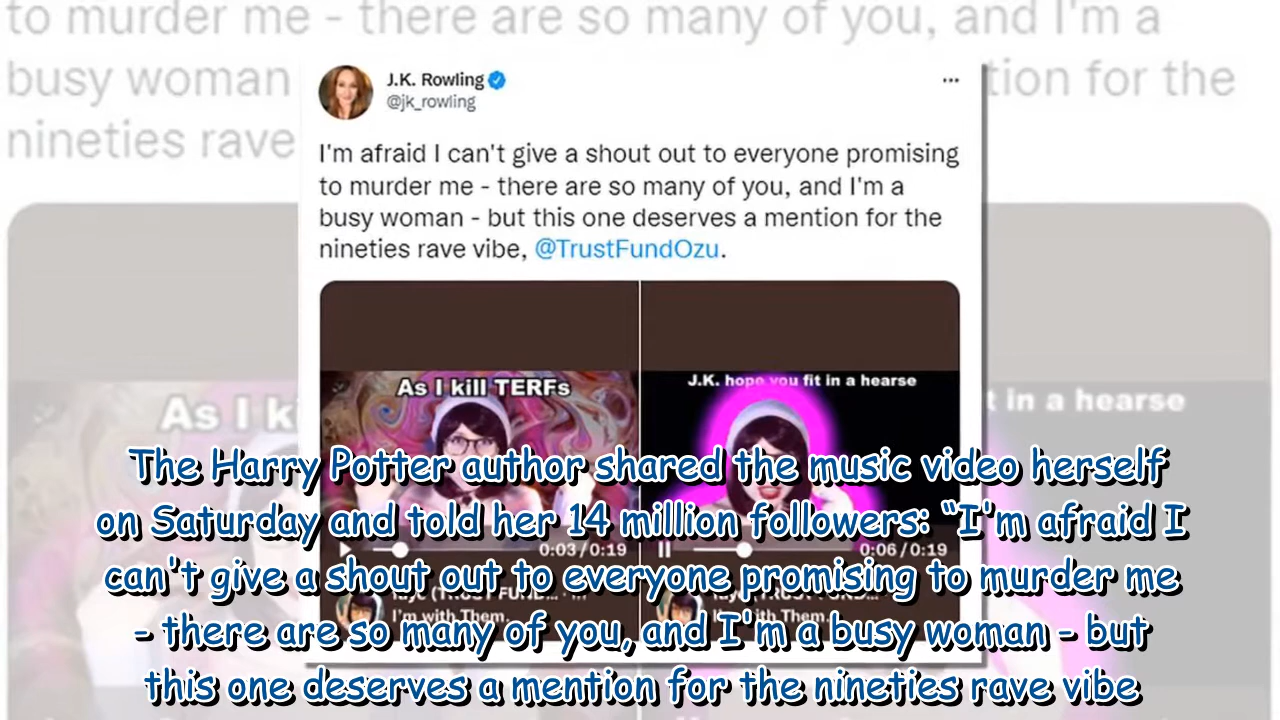 to murder me - there are so many of you, and I'm a
busy woman
tion for the
nineties rave
J.K. Rowling
@jk_rowling
I'm afraid I can't give a shout out to everyone promising
to murder me - there are so many of you, and I'm a
busy woman - but this one deserves a mention for the
nineties rave vibe, @TrustFundOzu.
As I kill TERFs
J.K. hope you fit in a hearse
As I ki
t in a hearse
The Harry Potter author shared the music video herself
on Saturday and told her 14 million followers: “I'm afraid I
0:03/0:19
0:06/0:19
can't give a shout out to everyone promising to murder me
I'm with Them.
- there are so many of you, and I'm a busy woman - but
this one deserves a mention for the nineties rave vibe